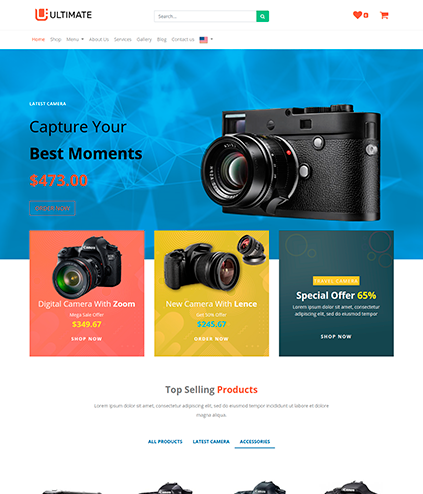 ULTIMATE
Search...
0
Home Shop Menu About Us Services Gallery Blog Contact us
LATEST CAMERA
Capture Your
Best Moments
$473.00
ORDER NOW
Digital Camera With Zoom
Mega Sale Offer
$349.67
SHOP NOW
New Camera With Lence
Get 50% Offer
$245.67
ORDER NOW
TRAVEL CAMERA
Special Offer 65%
Lorem ipsum dolor sit amet, consectetur
adipiscing elit, sed do eiusmod tempor
SHOP NOW
Top Selling Products
Lorem ipsum dolor sit amet, consectetur adipiscing elit, sed do eiusmod tempor incididunt ut labore et dolore
magna aliqua.
ALL PRODUCTS LATEST CAMERA ACCESSORIES